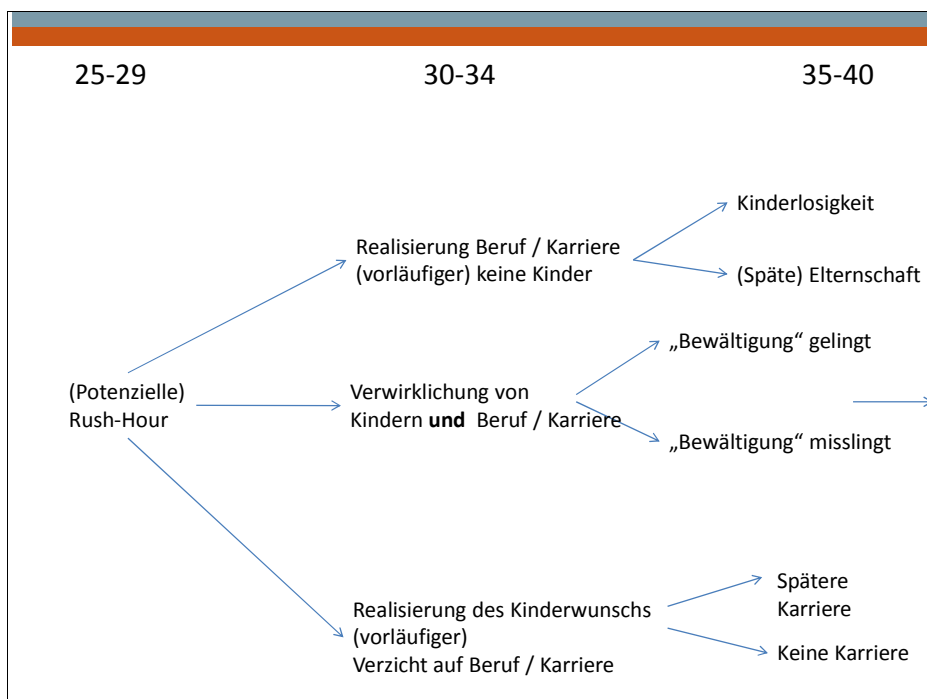 25-29
30-34
35-40
Kinderlosigkeit
Realisierung Beruf / Karriere
(vorläufiger) keine Kinder
(Späte) Elternschaft
„Bewältigung“ gelingt
(Potenzielle)
Rush-Hour
Verwirklichung von
Kindern und Beruf / Karriere
„Bewältigung“ misslingt
Spätere
Karriere
Realisierung des Kinderwunschs
(vorläufiger)
Verzicht auf Beruf / Karriere
Keine Karriere